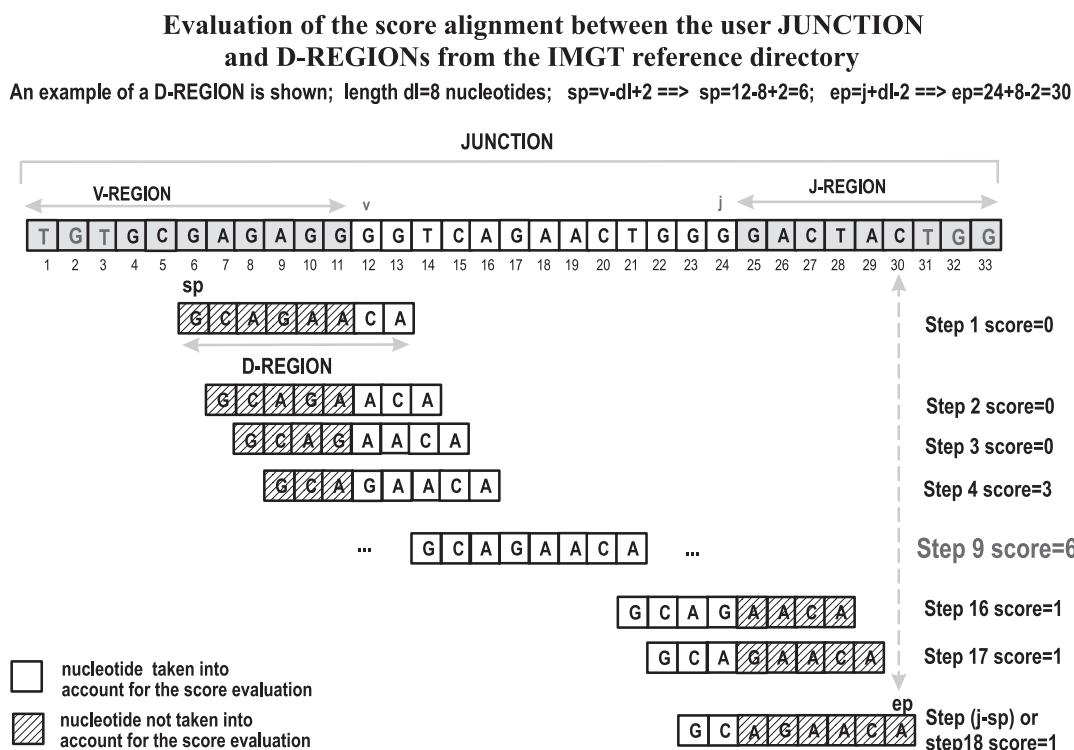 Evaluation of the score alignment between the user JUNCTION
and D-REGIONs from the IMGT reference directory
An example of a D-REGION is shown; length dl=8 nucleotides; sp=v-dl+2 ==> sp=12-8+2=6; ep=j+dl-2 ==> ep=24+8-2=30
JUNCTION
V-REGION
J-REGION
v j
T G T G C G A G A G G G G T C A G A A C T G G G G A C T A C T G G
1 2 3 4 5 6 7 8 9 10 11 12 13 14 15 16 17 18 19 20 21 22 23 24 25 26 27 28 29 30 31 32 33
sp
G C A G A A C A Step 1 score=0
D-REGION
G C A G A A C A Step 2 score=0
G C A G A A C A Step 3 score=0
G C A G A A C A Step 4 score=3
... G C A G A A C A ... Step 9 score=6
G C A G A A C A Step 16 score=1
G C A G A A C A Step 17 score=1
nucleotide taken into
account for the score evaluation
ep
G C A G A A C A Step (j-sp) or
step18 score=1
nucleotide not taken into
account for the score evaluation